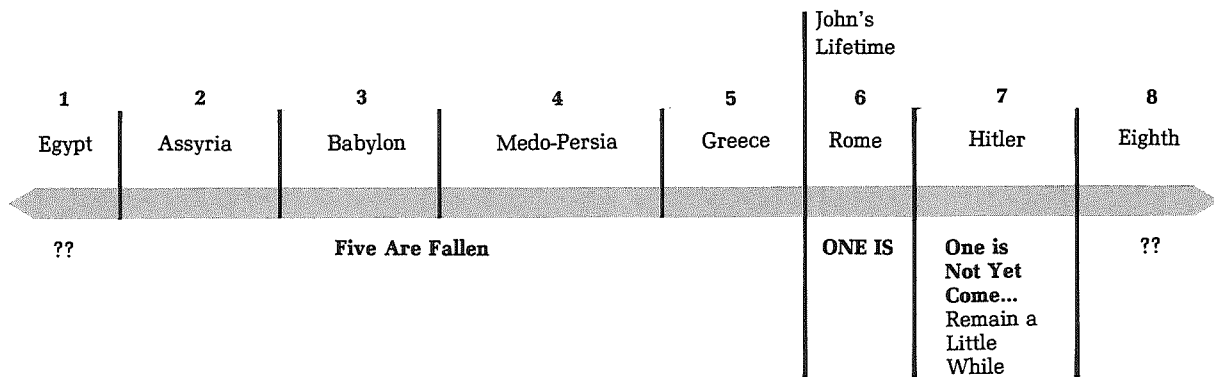 John's
Lifetime
1 2 3 4 5 6 7 8
Egypt Assyria Babylon Medo-Persia Greece Rome Hitler Eighth
?? Five Are Fallen ONE IS One is ??
Not Yet
Come...
Remain a
Little
While